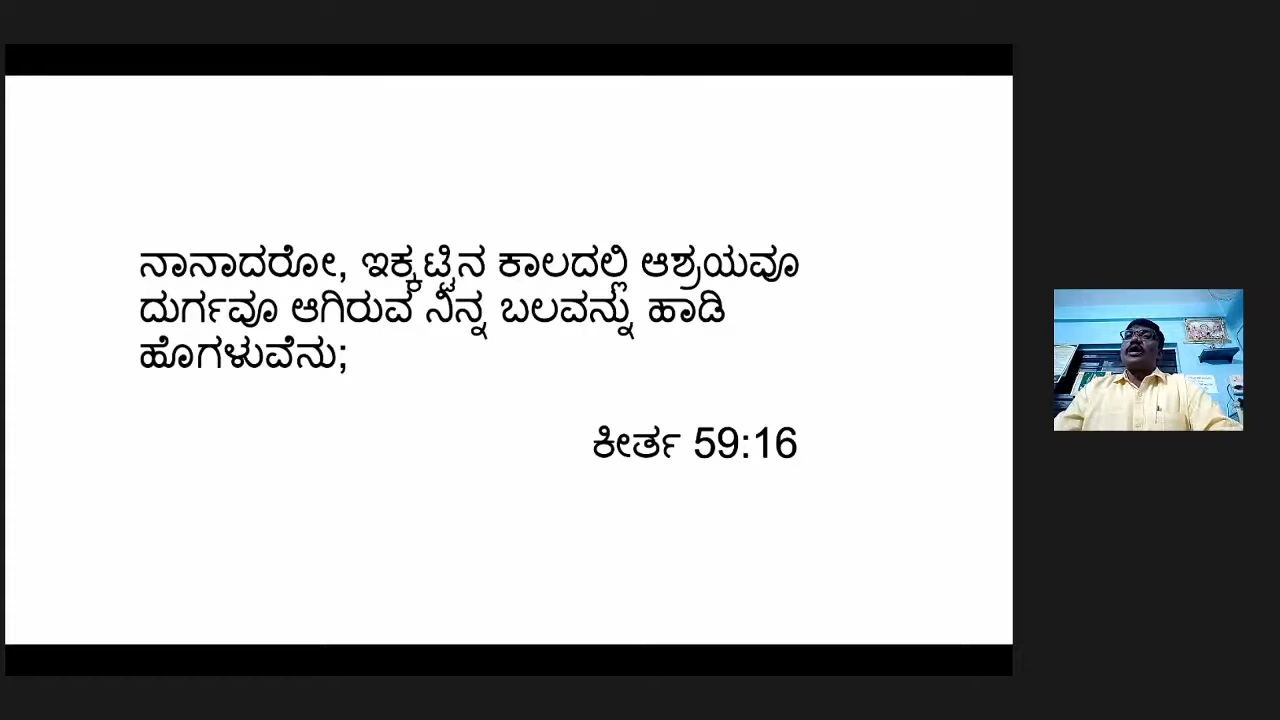 ನಾನಾದರೋ, ಇಕ್ಕಟ್ಟಿನ ಕಾಲದಲ್ಲಿ ಆಶ್ರಯವೂ
ದುರ್ಗವೂ ಆಗಿರುವ ನಿನ್ನ ಬಲವನ್ನು ಹಾಡಿ
ಹೊಗಳುವೆನು;
ಕೀರ್ತ 59:16